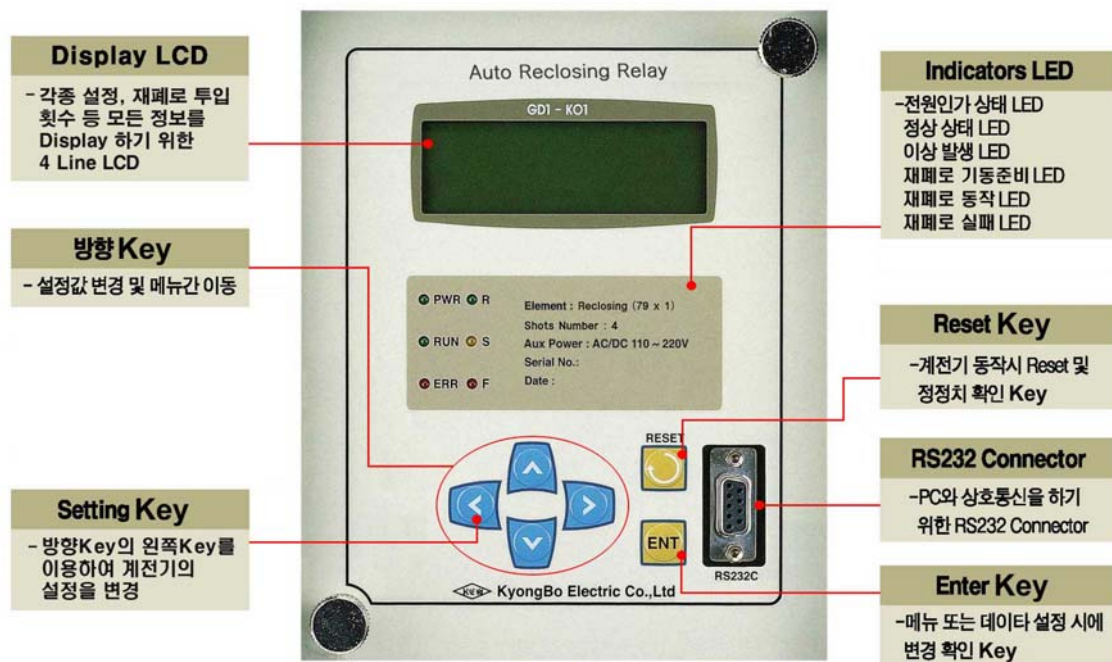 Display LCD
- 각종 설정, 재폐로 투입
횟수 등 모든 정보를
Display 하기 위한
4 Line LCD
방향 Key
- 설정값 변경 및 메뉴간 이동
Setting Key
- 방향Key의 왼쪽Key를
이용하여 계전기의
설정을 변경
Auto Reclosing Relay
GD1 - K01
PWR R
RUN S
ERR F
Element : Reclosing (79 x 1)
Shots Number : 4
Aux Power : AC/DC 110 ~ 220V
Serial No.:
Date :
RESET
ENT
RS232C
KyongBo Electric Co.,Ltd
Indicators LED
-전원인가 상태 LED
정상 상태 LED
이상 발생 LED
재폐로 기동준비 LED
재폐로 동작 LED
재폐로 실패 LED
Reset Key
-계전기 동작시 Reset 및
정정치 확인 Key
RS232 Connector
-PC와 상호통신을 하기
위한 RS232 Connector
Enter Key
-메뉴 또는 데이타 설정 시에
변경 확인 Key